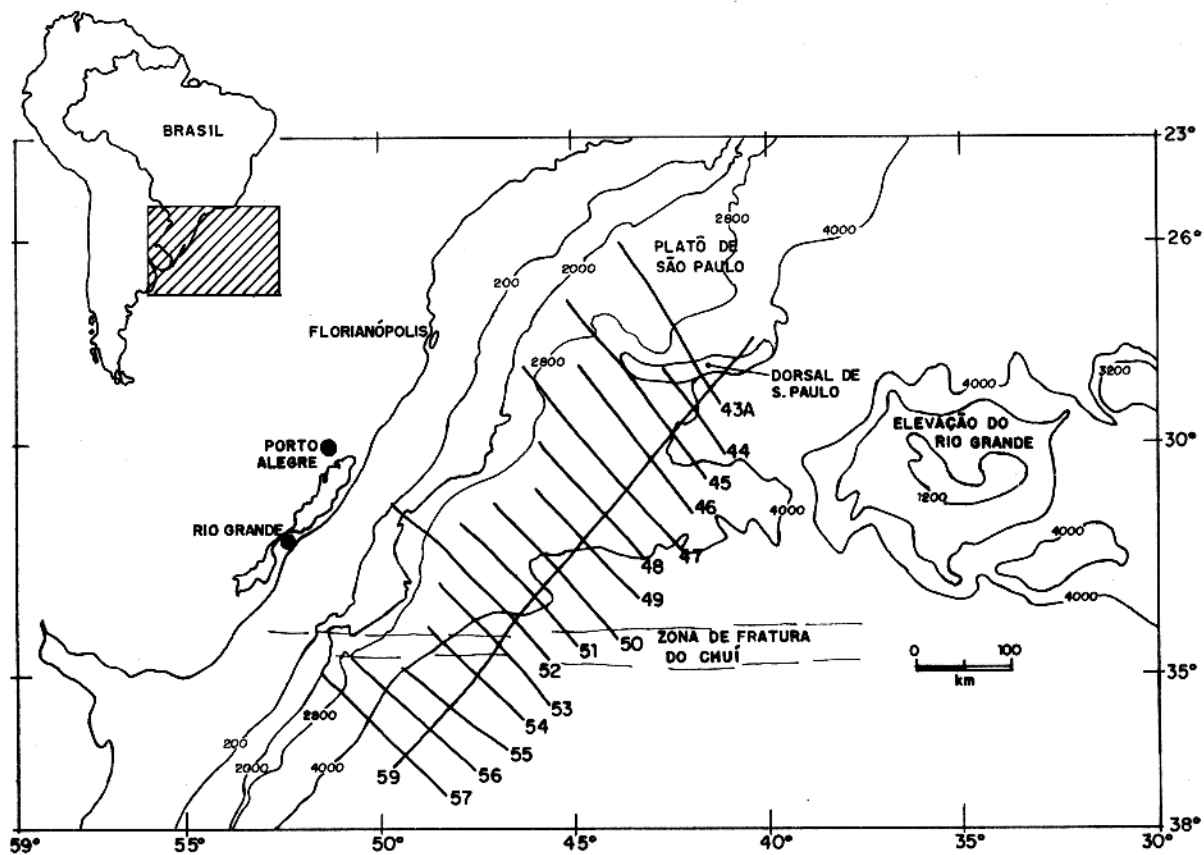 BRASIL
23°
2800
4000
26°
PLATÔ DE
SÃO PAULO
200
2000
FLORIANÓPOLIS
2800
4000
3200
DORSAL DE
S. PAULO
43A
ELEVAÇÃO DO
RIO GRANDE
30°
PORTO
ALEGRE
44
45
1200
46
4000
RIO GRANDE
47
48
4000
49
4000
50
ZONA DE FRATURA
DO CHUÍ
51
52
0 100
km
35°
53
54
2800
55
200
56
2000
4000
59
57
38°
59° 55° 50° 45° 40° 35° 30°